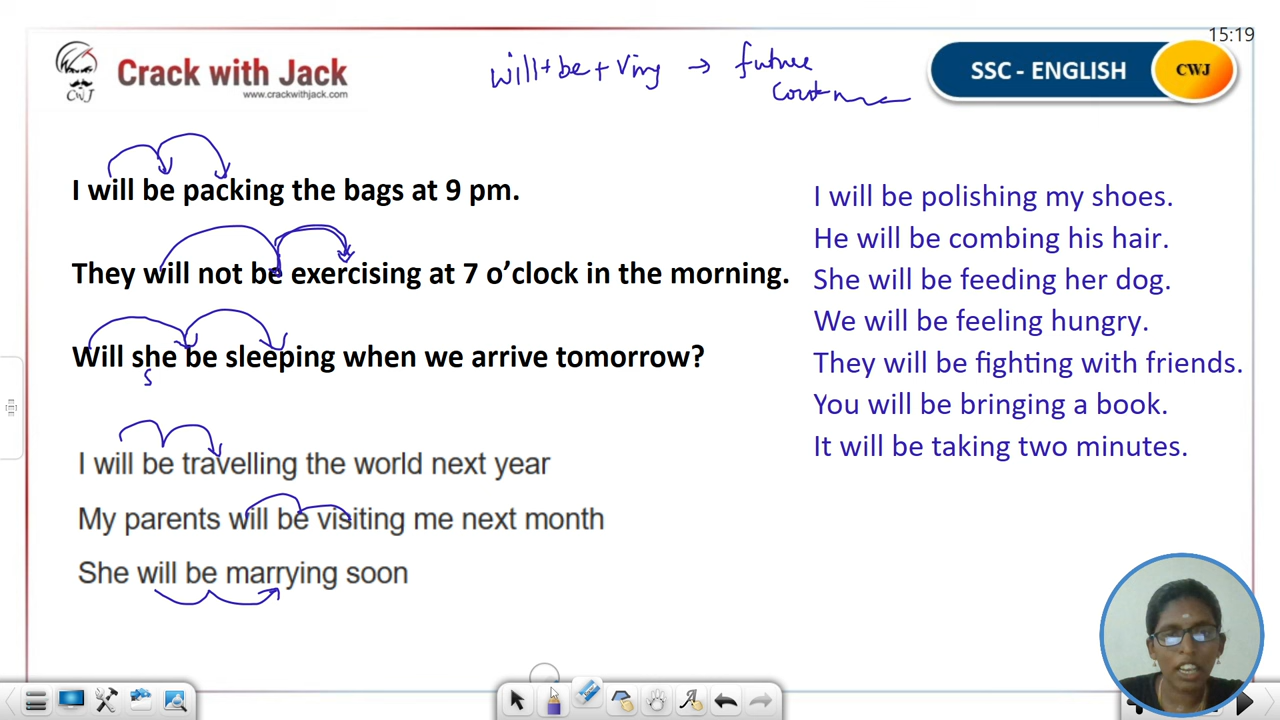 15:19
Crack with Jack
www.crackwithjack.com
CWJ
will + be + Ving → future
SSC - ENGLISH
CWJ
I will be packing the bags at 9 pm.
They will not be exercising at 7 o'clock in the morning.
Will she be sleeping when we arrive tomorrow?
S
I will be travelling the world next year
My parents will be visiting me next month
She will be marrying soon
I will be polishing my shoes.
He will be combing his hair.
She will be feeding her dog.
We will be feeling hungry.
They will be fighting with friends.
You will be bringing a book.
It will be taking two minutes.